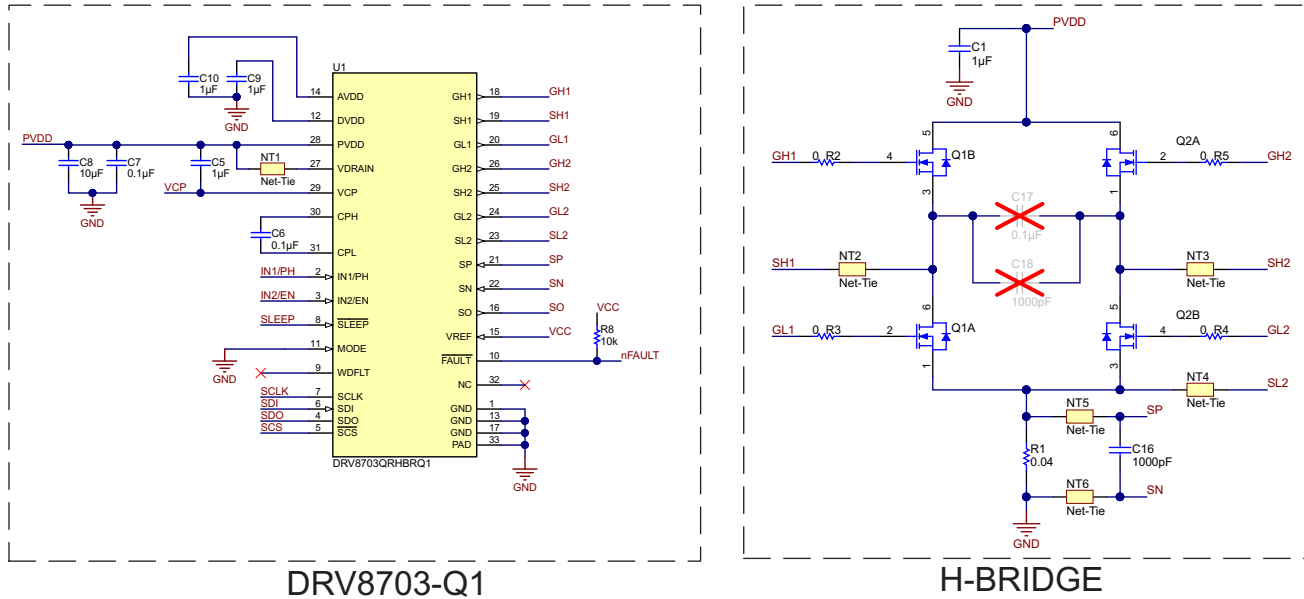 U1
C10
1µF
C9
1µF
GND
14
AVDD
12
DVDD
PVDD
28
PVDD
C8
10µF
C7
0.1µF
C5
1µF
NT1
Net-Tie
27
VDRAIN
GND
VCP
29
VCP
30
CPH
C6
0.1µF
31
CPL
IN1/PH
2
IN1/PH
IN2/EN
3
IN2/EN
SLEEP
8
SLEEP
11
MODE
GND
9
WDFLT
SCLK
7
SCLK
SDI
6
SDI
SDO
4
SDO
SCS
5
SCS
GH1
18
GH1
SH1
19
SH1
GL1
20
GL1
GH2
26
GH2
SH2
25
SH2
GL2
24
GL2
SL2
23
SL2
SP
21
SP
SN
22
SN
SO
16
SO
VREF
15
VCC
VCC
R8
10k
FAULT
10
nFAULT
NC
32
GND
1
GND
13
GND
17
PAD
33
GND
DRV8703QRHBRQ1
DRV8703-Q1
PVDD
C1
1µF
GND
5
6
GH1
0
R2
4
Q1B
3
Q2A
2
0
R5
GH2
1
C17
0.1µF
SH1
NT2
Net-Tie
C18
1000pF
NT3
Net-Tie
SH2
6
5
GL1
0
R3
2
Q1A
1
Q2B
4
0
R4
GL2
3
NT4
Net-Tie
SL2
NT5
Net-Tie
SP
R1
0.04
C16
1000pF
NT6
Net-Tie
SN
GND
H-BRIDGE